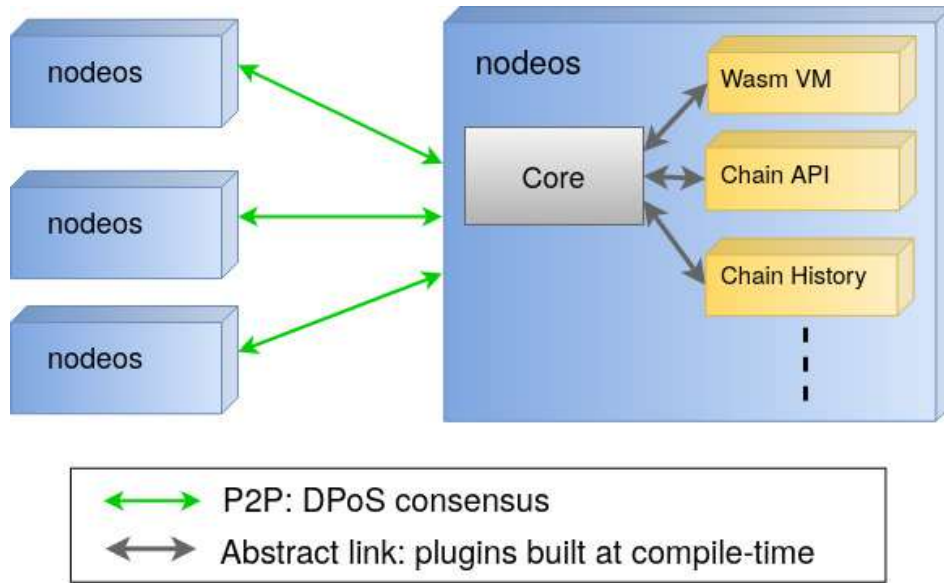 nodeos
nodeos
nodeos
nodeos
Core
Wasm VM
Chain API
Chain History
P2P: DPoS consensus
Abstract link: plugins built at compile-time